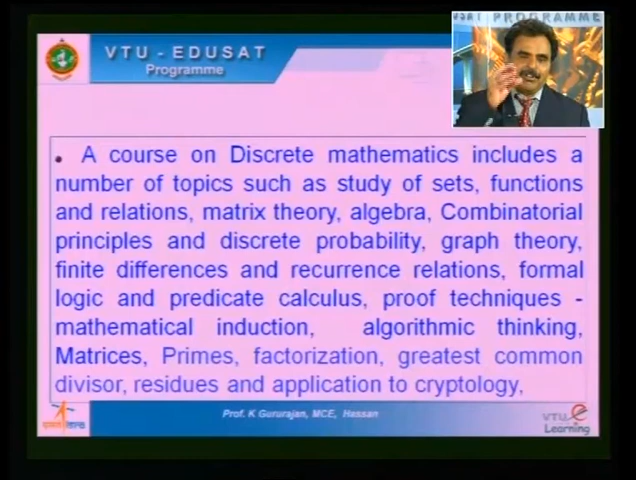 VTU - EDUSAT
Programme
PROGRAMME
• A course on Discrete mathematics includes a
number of topics such as study of sets, functions
and relations, matrix theory, algebra, Combinatorial
principles and discrete probability, graph theory,
finite differences and recurrence relations, formal
logic and predicate calculus, proof techniques -
mathematical induction, algorithmic thinking,
Matrices, Primes, factorization, greatest common
divisor, residues and application to cryptology,
Prof. K Gururajan, MCE, Hassan
VTU
e
Learning